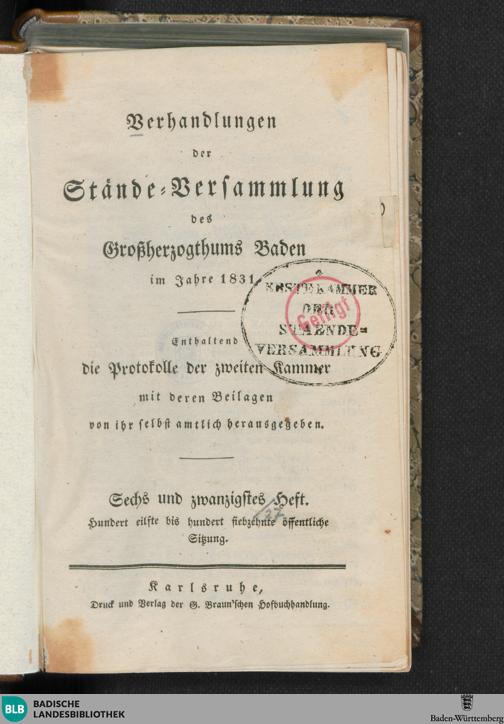 Verhandlungen
der
Stände-Versammlung
des
Großherzogthums Baden
im Jahre 1831.
ERSTE KAMMER
DER
STAENDE=
VERSAMMLUNG
Getilgt
Enthaltend
die Protokolle der zweiten Kammer
mit deren Beilagen
von ihr selbst amtlich herausgegeben.
Sechs und zwanzigstes Heft.
27.
Hundert eilfte bis hundert siebzehnte öffentliche
Sitzung.
Karlsruhe,
Druck und Verlag der G. Braun'schen Hofbuchhandlung.
BLB
BADISCHE
LANDESBIBLIOTHEK
Baden-Württemberg